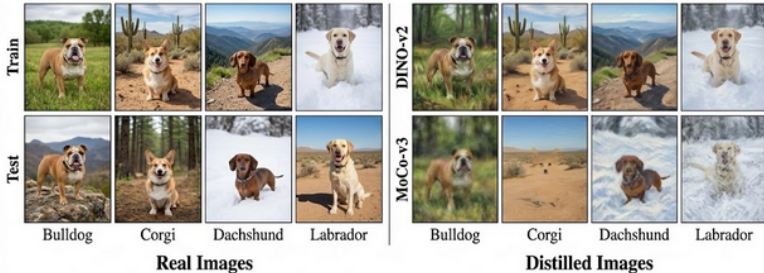 Train
DINO-v2
Test
MoCo-v3
Bulldog Corgi Dachshund Labrador Bulldog Corgi Dachshund Labrador
Real Images Distilled Images